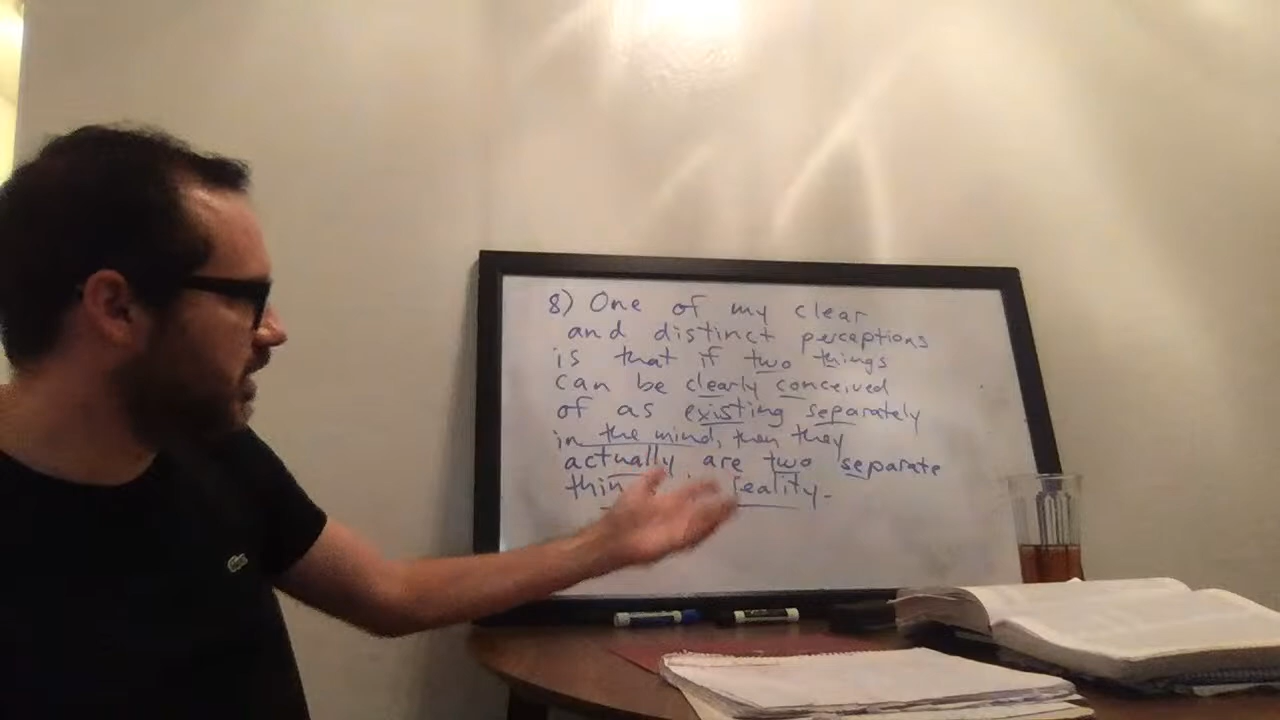 8) One of my clear
and distinct perceptions
is that if two things
can be clearly conceived
of as existing separately
in the mind, then they
actually are two separate
reality.